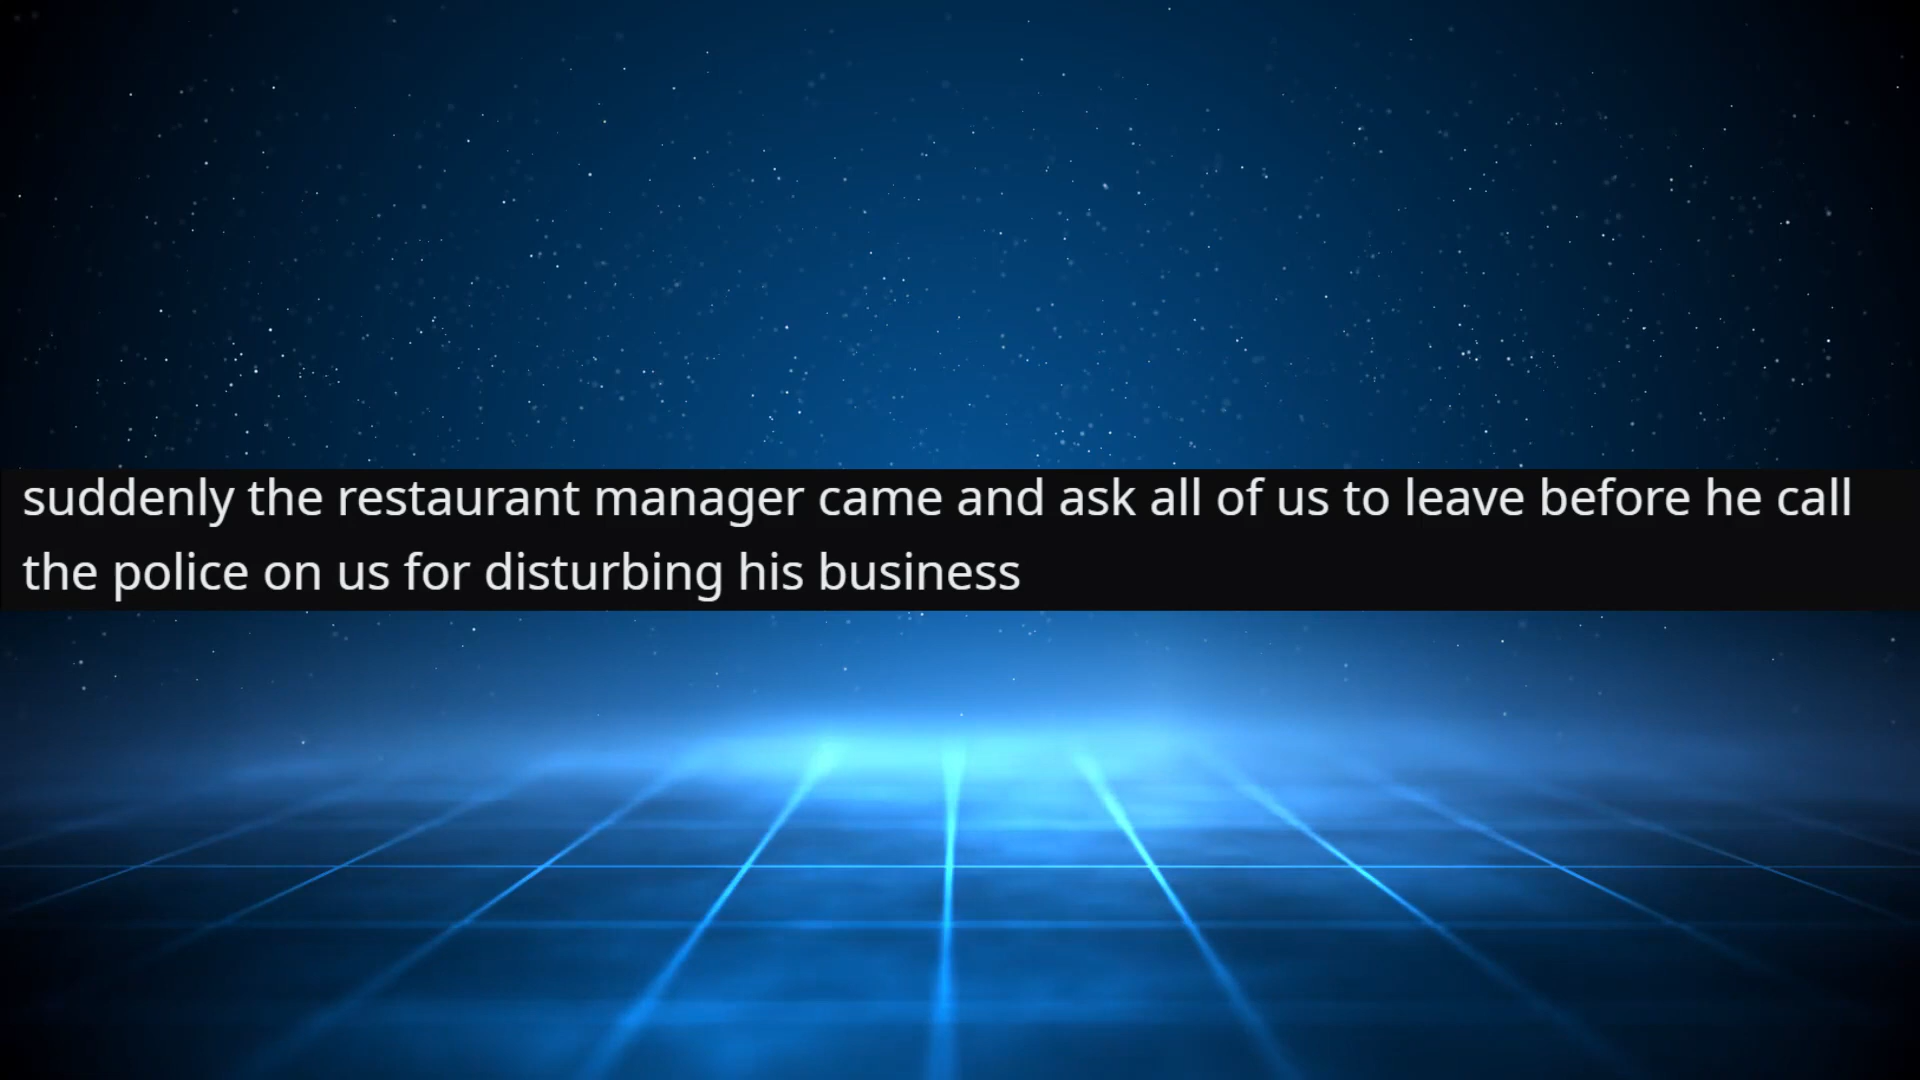 suddenly the restaurant manager came and ask all of us to leave before he call
the police on us for disturbing his business